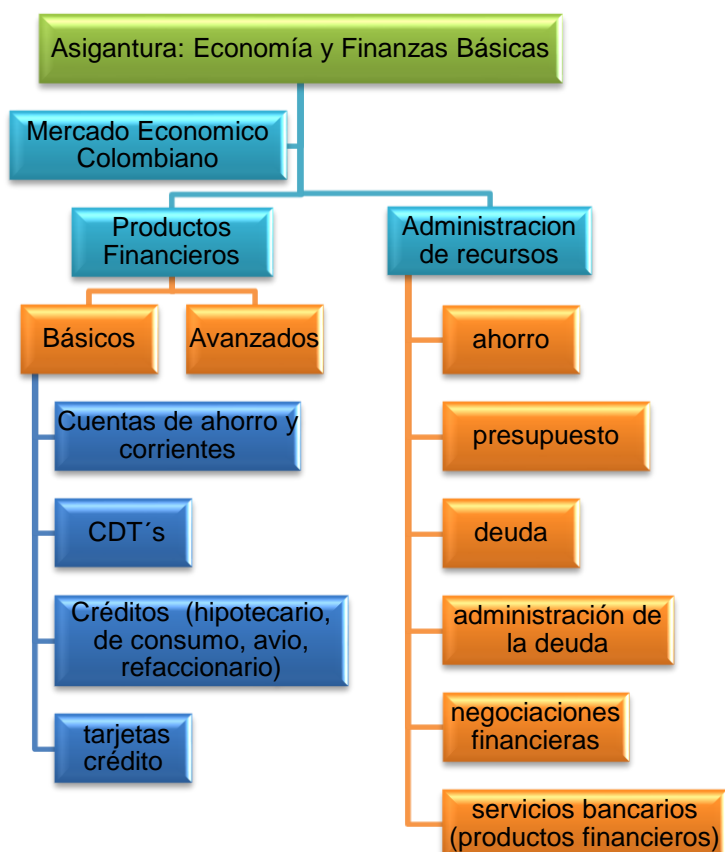 Asigantura: Economía y Finanzas Básicas
Mercado Economico
Colombiano
Productos
Financieros
Básicos
Cuentas de ahorro y
corrientes
CDT´s
Créditos (hipotecario,
de consumo, avio,
refaccionario)
tarjetas
crédito
Avanzados
Administracion
de recursos
ahorro
presupuesto
deuda
administración de
la deuda
negociaciones
financieras
servicios bancarios
(productos financieros)